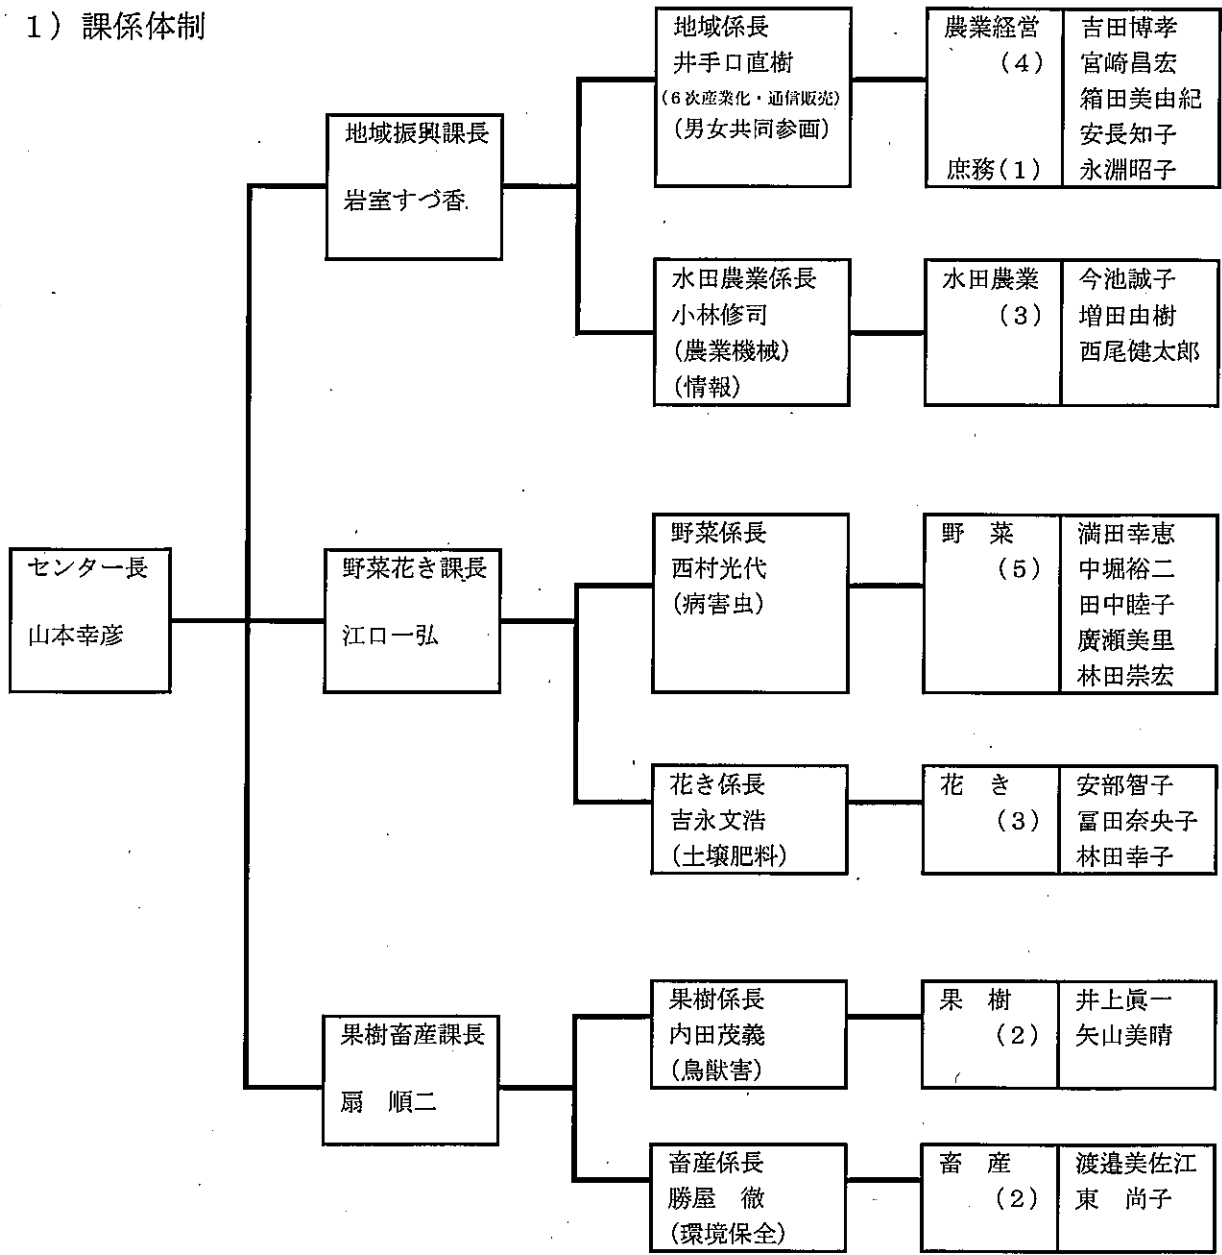 1）課係体制
センター長
山本幸彦
地域振興課長
岩室すづ香
地域係長
井手口直樹
(6次産業化・通信販売)
(男女共同参画)
農業経営
(4)
庶務(1)
吉田博孝
宮崎昌宏
箱田美由紀
安長知子
永淵昭子
水田農業係長
小林修司
(農業機械)
(情報)
水田農業
(3)
今池誠子
増田由樹
西尾健太郎
野菜花き課長
江口一弘
野菜係長
西村光代
(病害虫)
野　菜
(5)
満田幸恵
中堀裕二
田中睦子
廣瀬美里
林田崇宏
花き係長
吉永文浩
(土壌肥料)
花　き
(3)
安部智子
冨田奈央子
林田幸子
果樹畜産課長
扇　順二
果樹係長
内田茂義
(鳥獣害)
果　樹
(2)
井上眞一
矢山美晴
畜産係長
勝屋　徹
(環境保全)
畜　産
(2)
渡邉美佐江
東　尚子